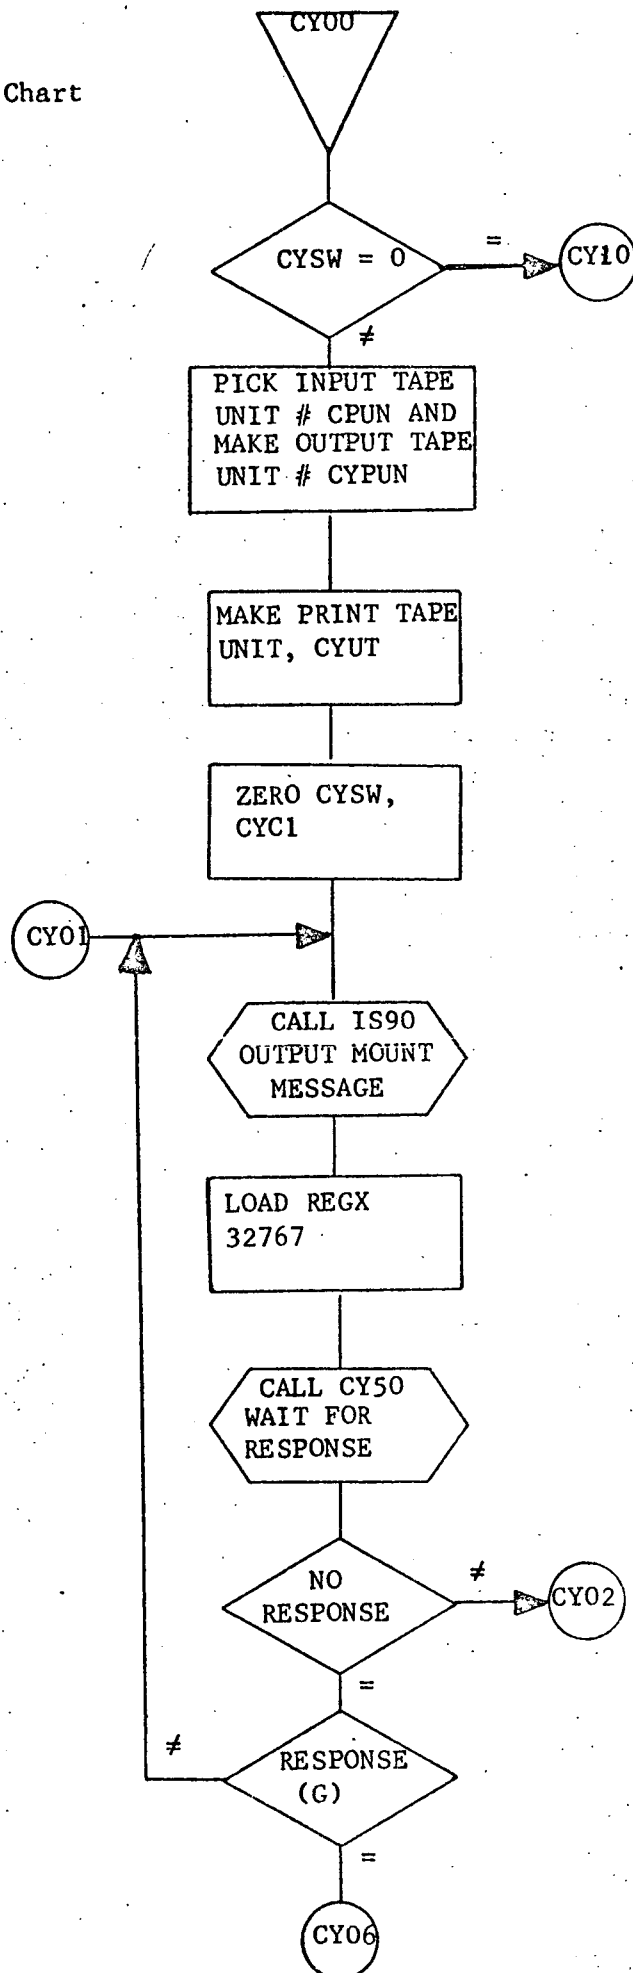 CY00
Chart
CYSW = 0
=
CY10
≠
PICK INPUT TAPE
UNIT # CPUN AND
MAKE OUTPUT TAPE
UNIT # CYPUN
MAKE PRINT TAPE
UNIT, CYUT
ZERO CYSW,
CYC1
CY01
CALL IS90
OUTPUT MOUNT
MESSAGE
LOAD REGX
32767
CALL CY50
WAIT FOR
RESPONSE
NO
RESPONSE
≠
CY02
=
≠
RESPONSE
(G)
=
CY06